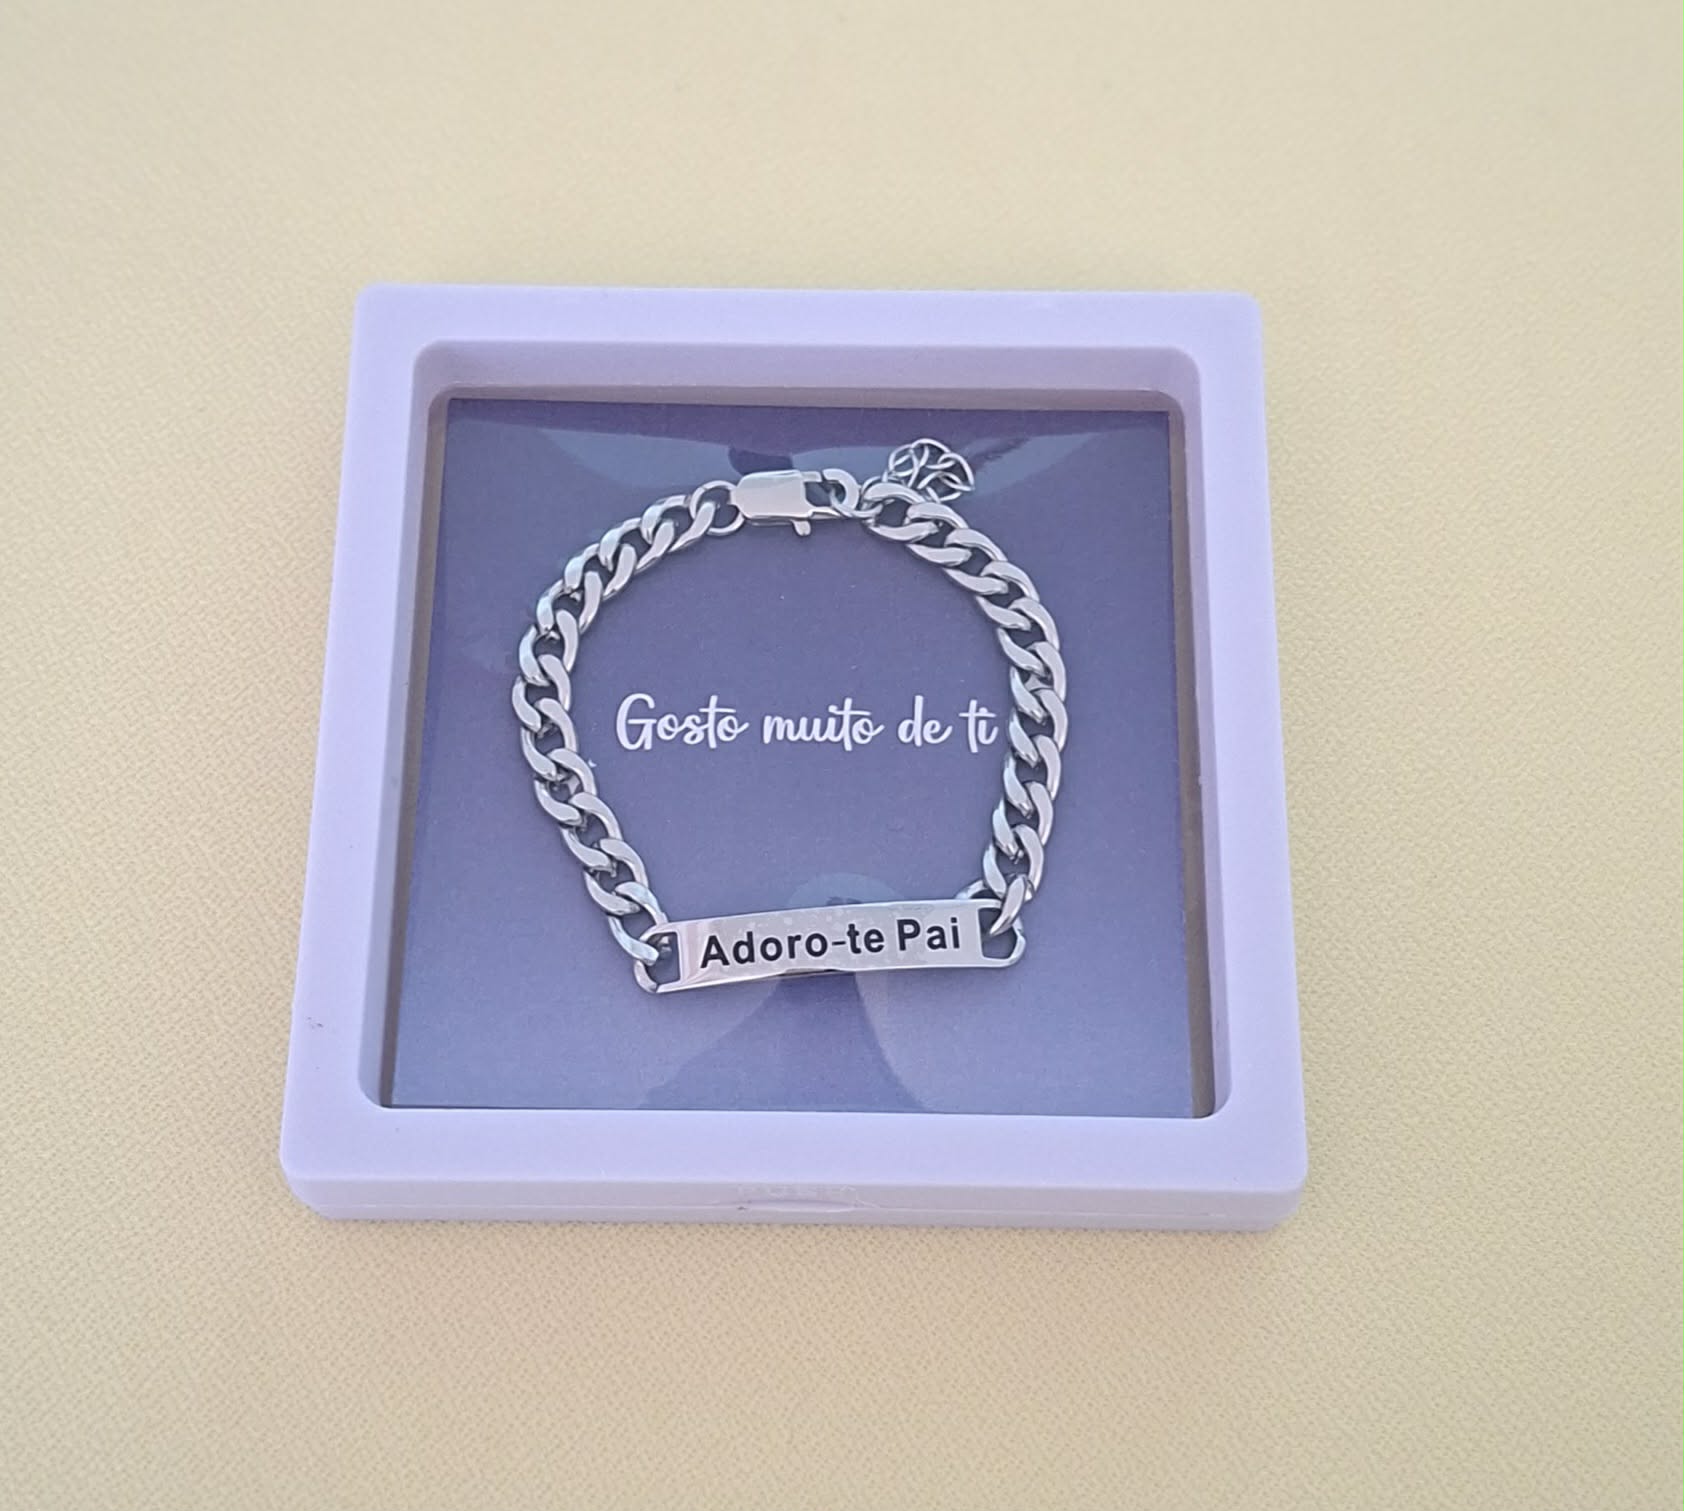 Gosto muito de ti
Adoro-te Pai